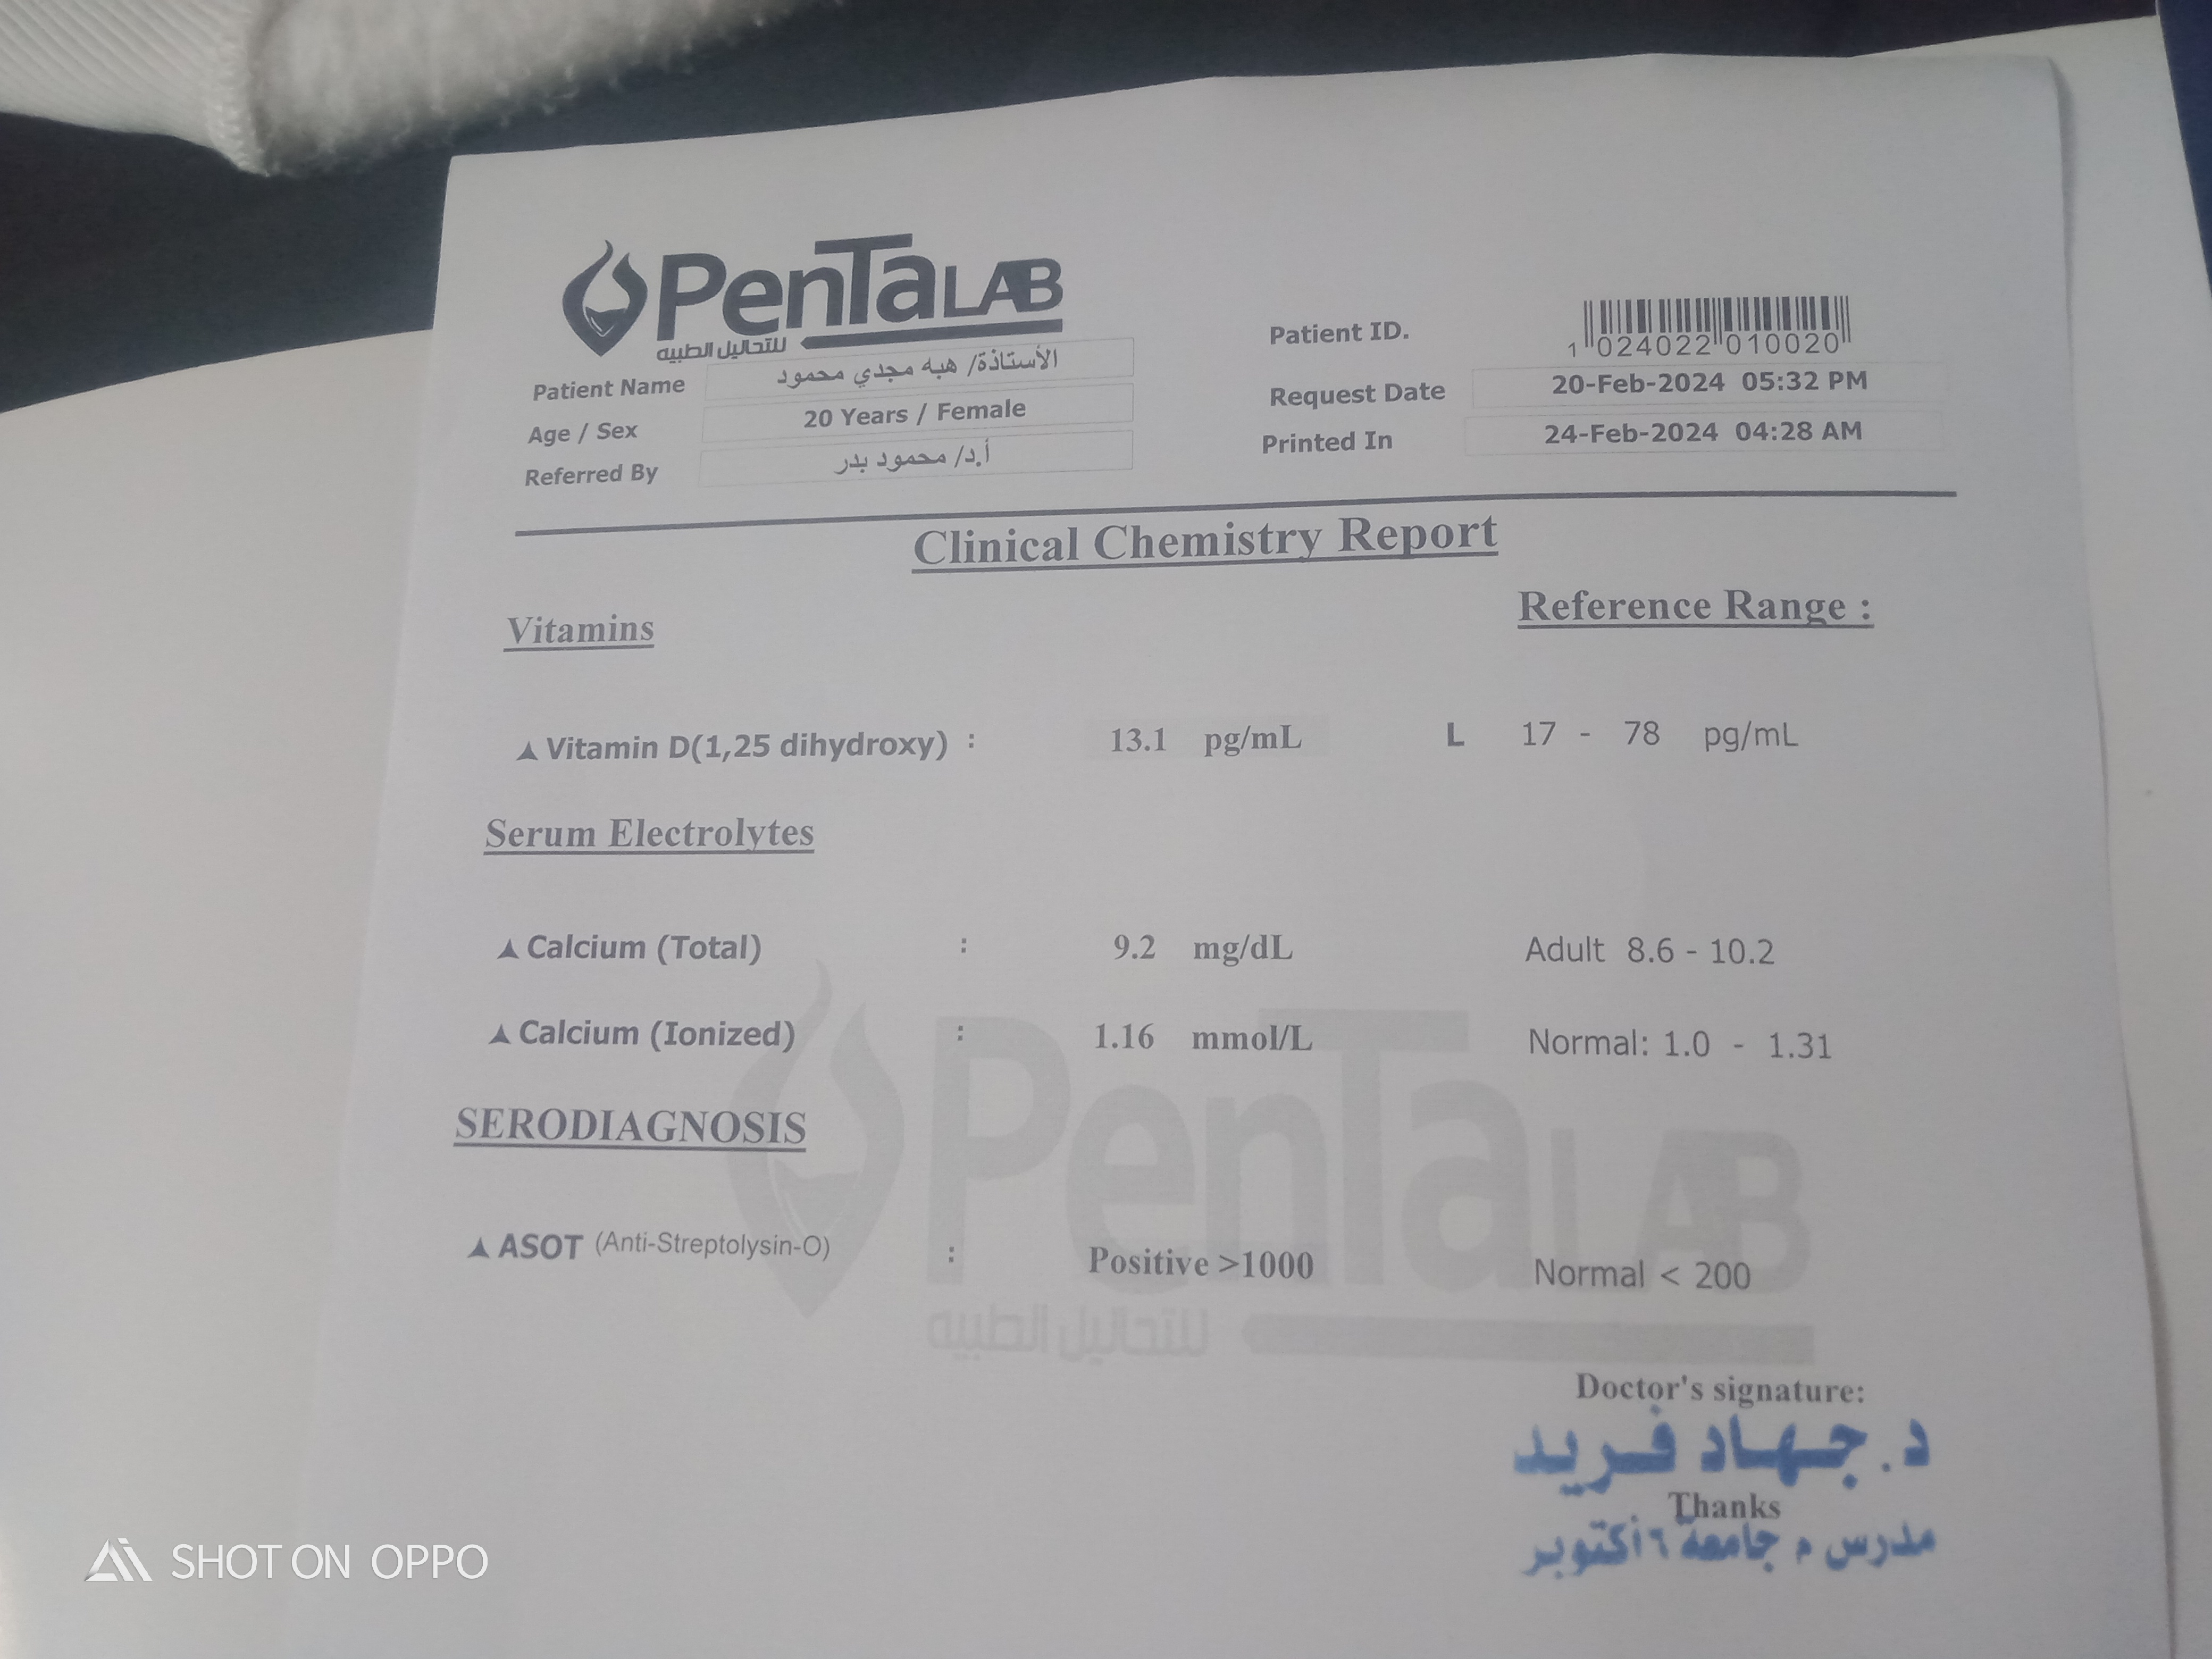 PenTaLAB
للتحاليل الطبيه
Patient Name الأستاذة/ هبه مجدي محمود
Age / Sex 20 Years / Female
Referred By أ.د/ محمود بدر
Patient ID. 1 024022 010020
Request Date 20-Feb-2024 05:32 PM
Printed In 24-Feb-2024 04:28 AM
Clinical Chemistry Report
Vitamins Reference Range :
Vitamin D(1,25 dihydroxy) : 13.1 pg/mL L 17 - 78 pg/mL
Serum Electrolytes
Calcium (Total) : 9.2 mg/dL Adult 8.6 - 10.2
Calcium (Ionized) : 1.16 mmol/L Normal: 1.0 - 1.31
SERODIAGNOSIS
ASOT (Anti-Streptolysin-O) : Positive >1000 Normal < 200
PenTaLAB
للتحاليل الطبيه
Doctor's signature:
د. جهاد فريد
Thanks
مدرس م جامعة ٦ أكتوبر
SHOT ON OPPO